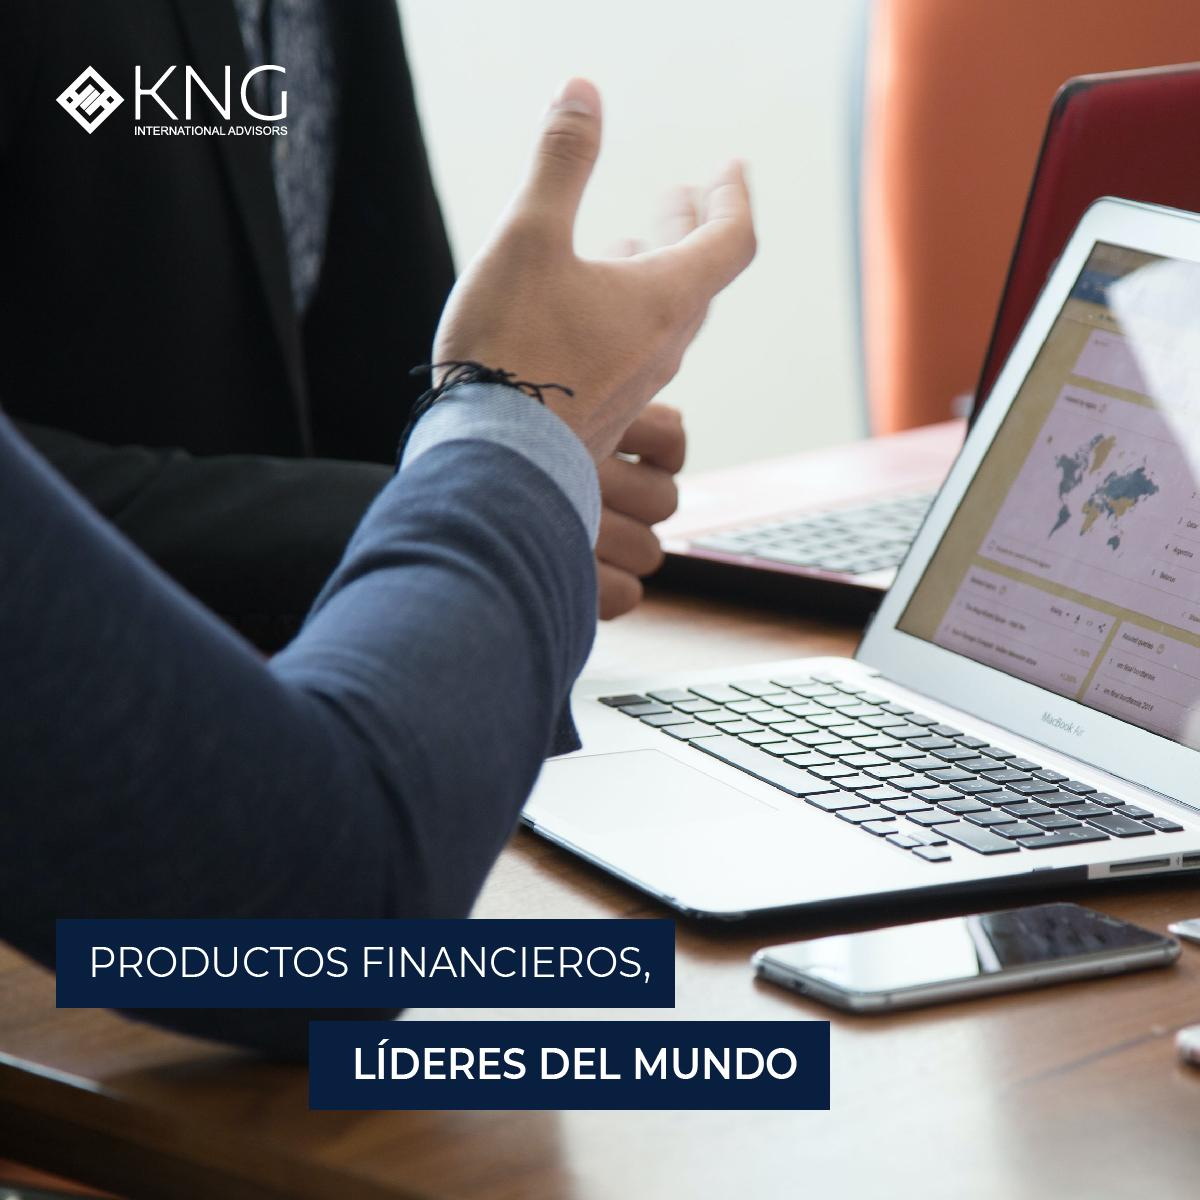 KNG
INTERNATIONAL ADVISORS
MacBook Air
PRODUCTOS FINANCIEROS,
LÍDERES DEL MUNDO